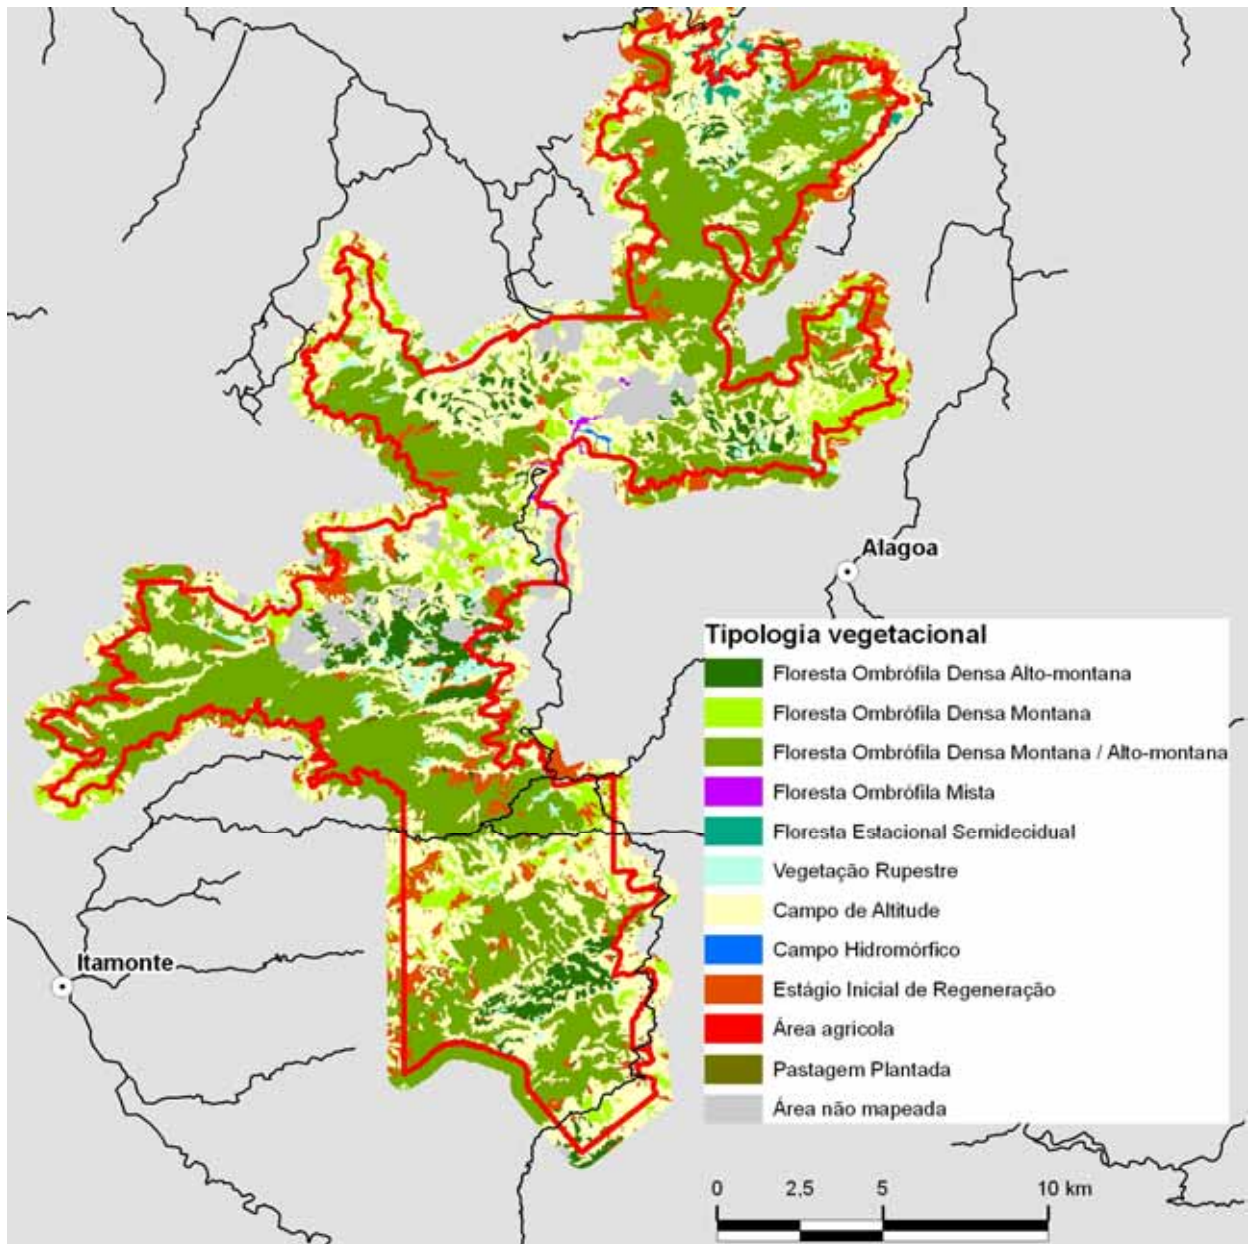 Alagoa
Tipologia vegetacional
Floresta Ombrófila Densa Alto-montana
Floresta Ombrófila Densa Montana
Floresta Ombrófila Densa Montana / Alto-montana
Floresta Ombrófila Mista
Floresta Estacional Semidecidual
Vegetação Rupestre
Campo de Altitude
Campo Hidromórfico
Itamonte
Estágio Inicial de Regeneração
Área agricola
Pastagem Plantada
Área não mapeada
0 2,5 5 10 km